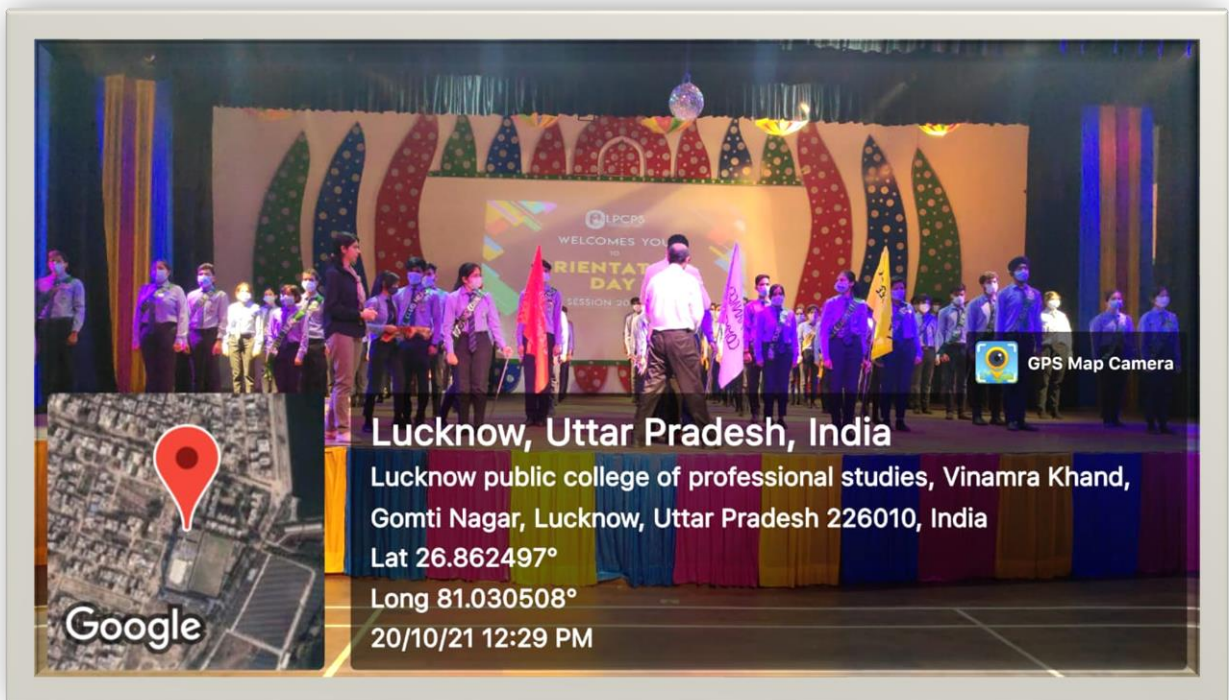 LPCPS
WELCOMES YOU
TO
RIENTAT
DAY
SESSION 20
GPS Map Camera
Lucknow, Uttar Pradesh, India
Lucknow public college of professional studies, Vinamra Khand,
Gomti Nagar, Lucknow, Uttar Pradesh 226010, India
Lat 26.862497°
Long 81.030508°
20/10/21 12:29 PM
Google